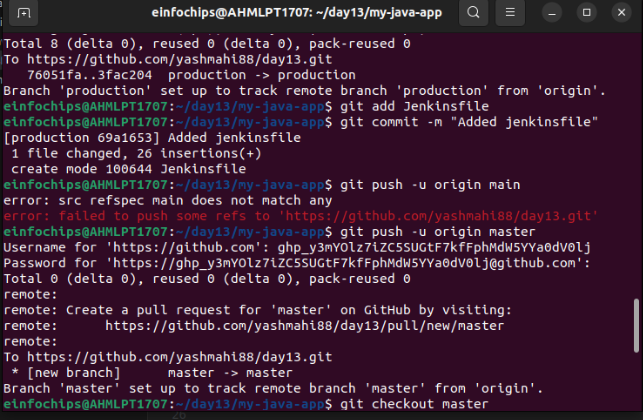 einfochips@AHMLPT1707: ~/day13/my-java-app
Total 8 (delta 0), reused 0 (delta 0), pack-reused 0
To https://github.com/yashmahi88/day13.git
76051fa..3fac204 production -> production
Branch 'production' set up to track remote branch 'production' from 'origin'.
einfochips@AHMLPT1707:~/day13/my-java-app$ git add Jenkinsfile
einfochips@AHMLPT1707:~/day13/my-java-app$ git commit -m "Added jenkinsfile"
[production 69a1653] Added jenkinsfile
1 file changed, 26 insertions(+)
create mode 100644 Jenkinsfile
einfochips@AHMLPT1707:~/day13/my-java-app$ git push -u origin main
error: src refspec main does not match any
error: failed to push some refs to 'https://github.com/yashmahi88/day13.git'
einfochips@AHMLPT1707:~/day13/my-java-app$ git push -u origin master
Username for 'https://github.com':
Password for 'https://@github.com':
Total 0 (delta 0), reused 0 (delta 0), pack-reused 0
remote:
remote: Create a pull request for 'master' on GitHub by visiting:
remote: https://github.com/yashmahi88/day13/pull/new/master
remote:
To https://github.com/yashmahi88/day13.git
* [new branch] master -> master
Branch 'master' set up to track remote branch 'master' from 'origin'.
einfochips@AHMLPT1707:~/day13/my-java-app$ git checkout master